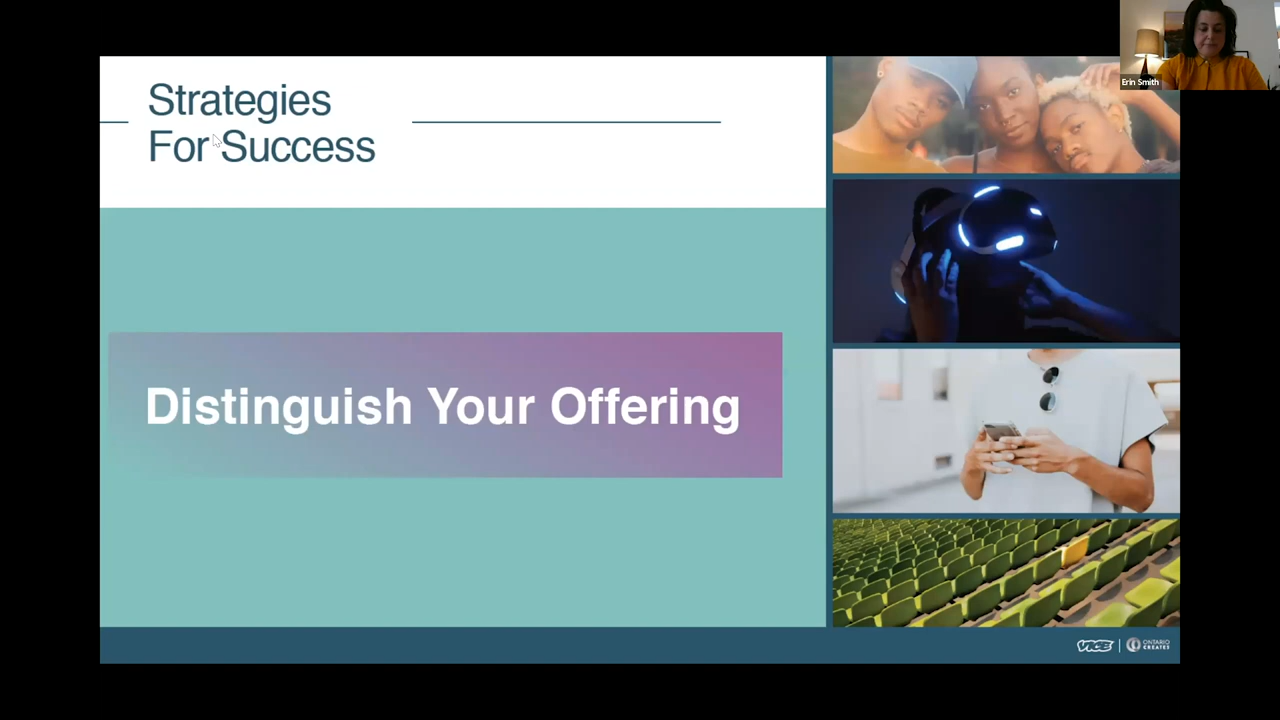 Strategies
For Success
Distinguish Your Offering
Erin Smith
VICE
ONTARIO
CREATES